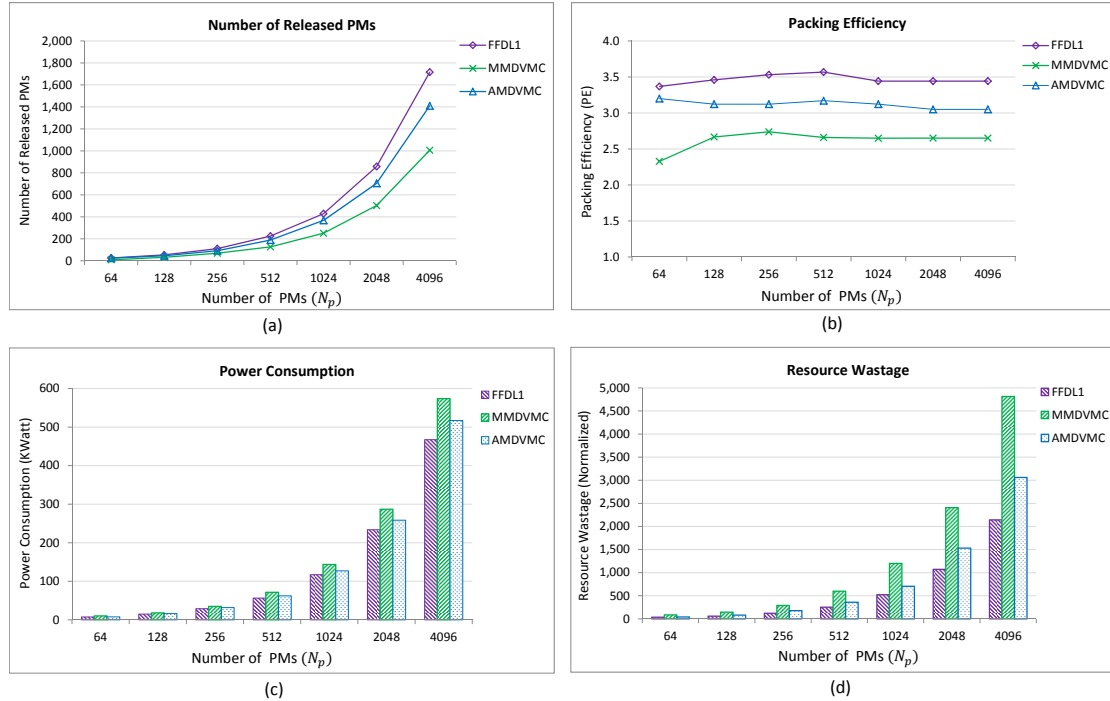 Number of Released PMs
2,000
1,800
1,600
1,400
1,200
1,000
800
600
400
200
0
Number of Released PMs
64 128 256 512 1024 2048 4096
Number of PMs (N_p)
FFDL1
MMDVMC
AMDVMC
(a)
Packing Efficiency
4.0
3.5
3.0
2.5
2.0
1.5
1.0
Packing Efficiency (PE)
64 128 256 512 1024 2048 4096
Number of PMs (N_p)
FFDL1
MMDVMC
AMDVMC
(b)
Power Consumption
600
500
400
300
200
100
0
Power Consumption (KWatt)
64 128 256 512 1024 2048 4096
Number of PMs (N_p)
FFDL1
MMDVMC
AMDVMC
(c)
Resource Wastage
5,000
4,500
4,000
3,500
3,000
2,500
2,000
1,500
1,000
500
0
Resource Wastage (Normalized)
64 128 256 512 1024 2048 4096
Number of PMs (N_p)
FFDL1
MMDVMC
AMDVMC
(d)